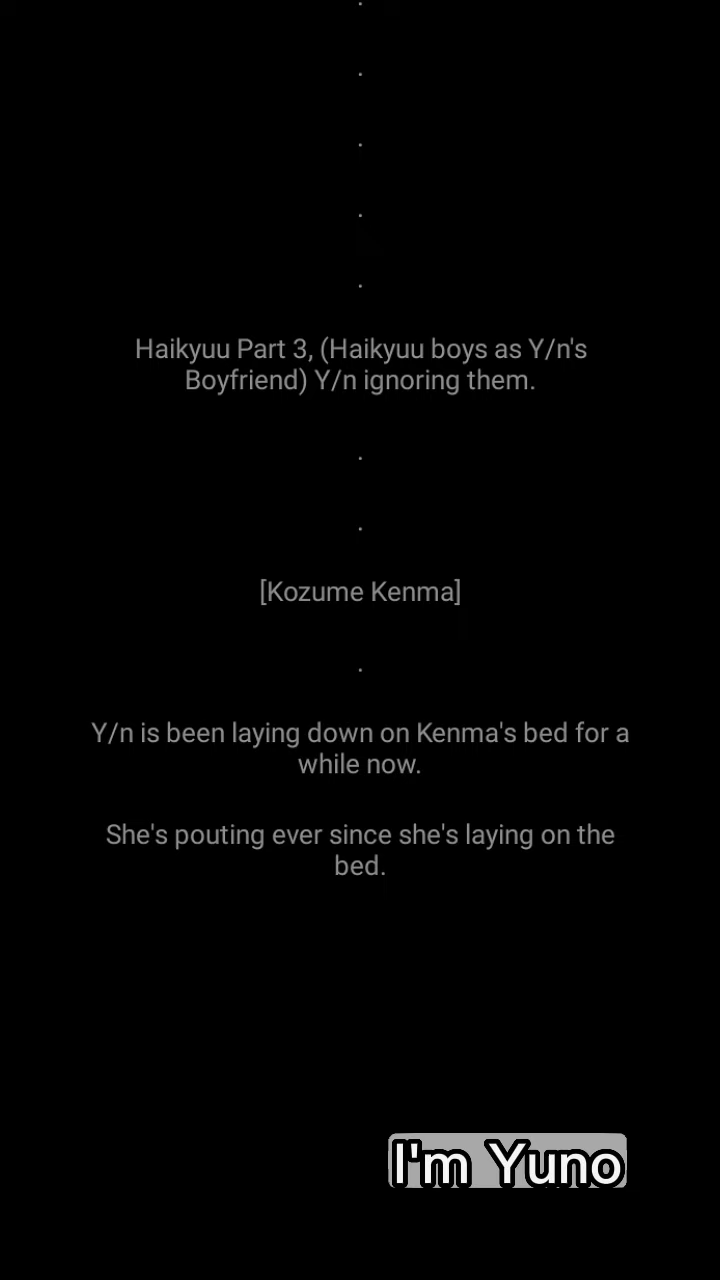 .
.
.
.
.
Haikyuu Part 3, (Haikyuu boys as Y/n's
Boyfriend) Y/n ignoring them.
.
.
[Kozume Kenma]
.
Y/n is been laying down on Kenma's bed for a
while now.
She's pouting ever since she's laying on the
bed.
I'm Yuno